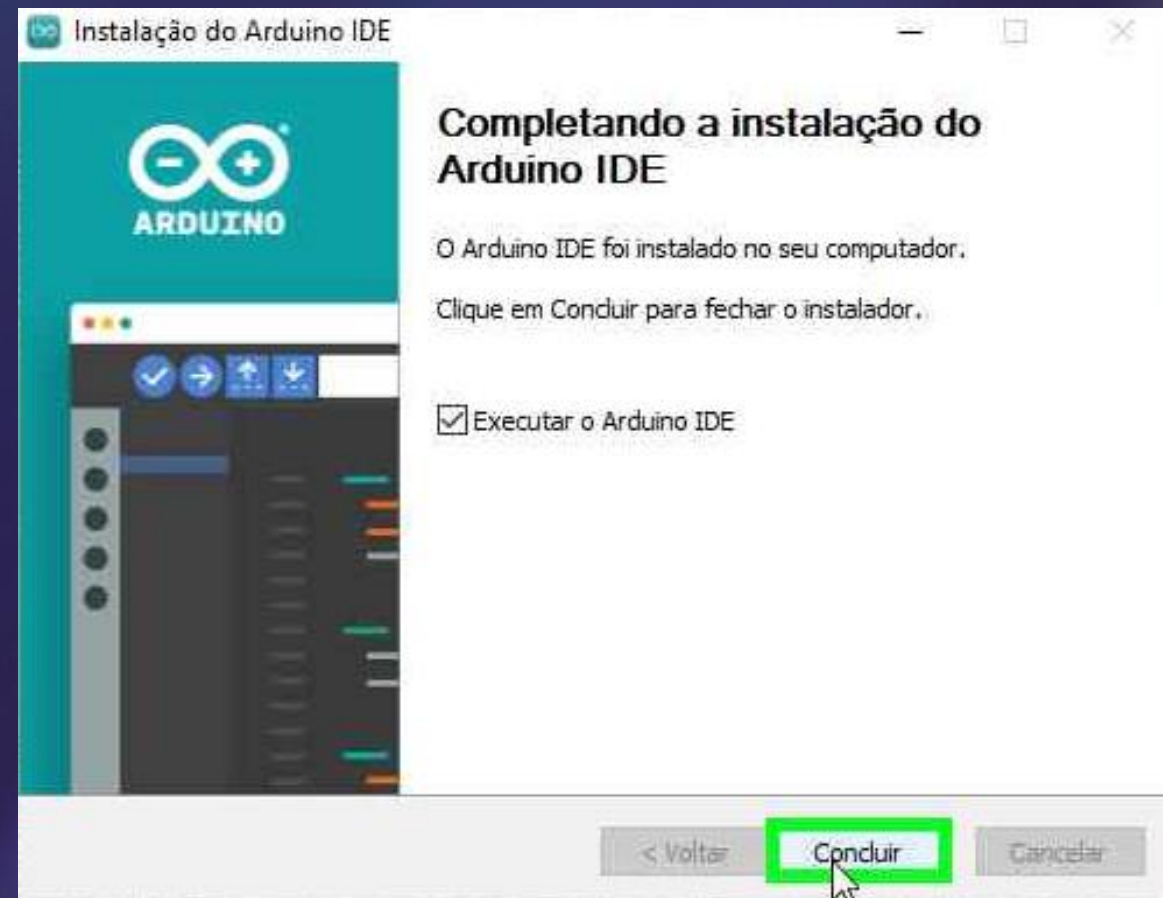 Instalação do Arduino IDE
ARDUINO
Completando a instalação do
Arduino IDE
O Arduino IDE foi instalado no seu computador.
Clique em Concluir para fechar o instalador.
Executar o Arduino IDE
< Voltar
Concluir
Cancelar